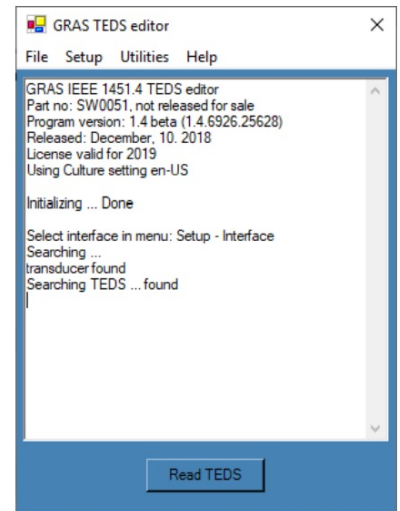 GRAS TEDS editor
File Setup Utilities Help
GRAS IEEE 1451.4 TEDS editor
Part no: SW0051, not released for sale
Program version: 1.4 beta (1.4.6926.25628)
Released: December, 10. 2018
License valid for 2019
Using Culture setting en-US
Initializing ... Done
Select interface in menu: Setup - Interface
Searching ...
transducer found
Searching TEDS ... found
Read TEDS